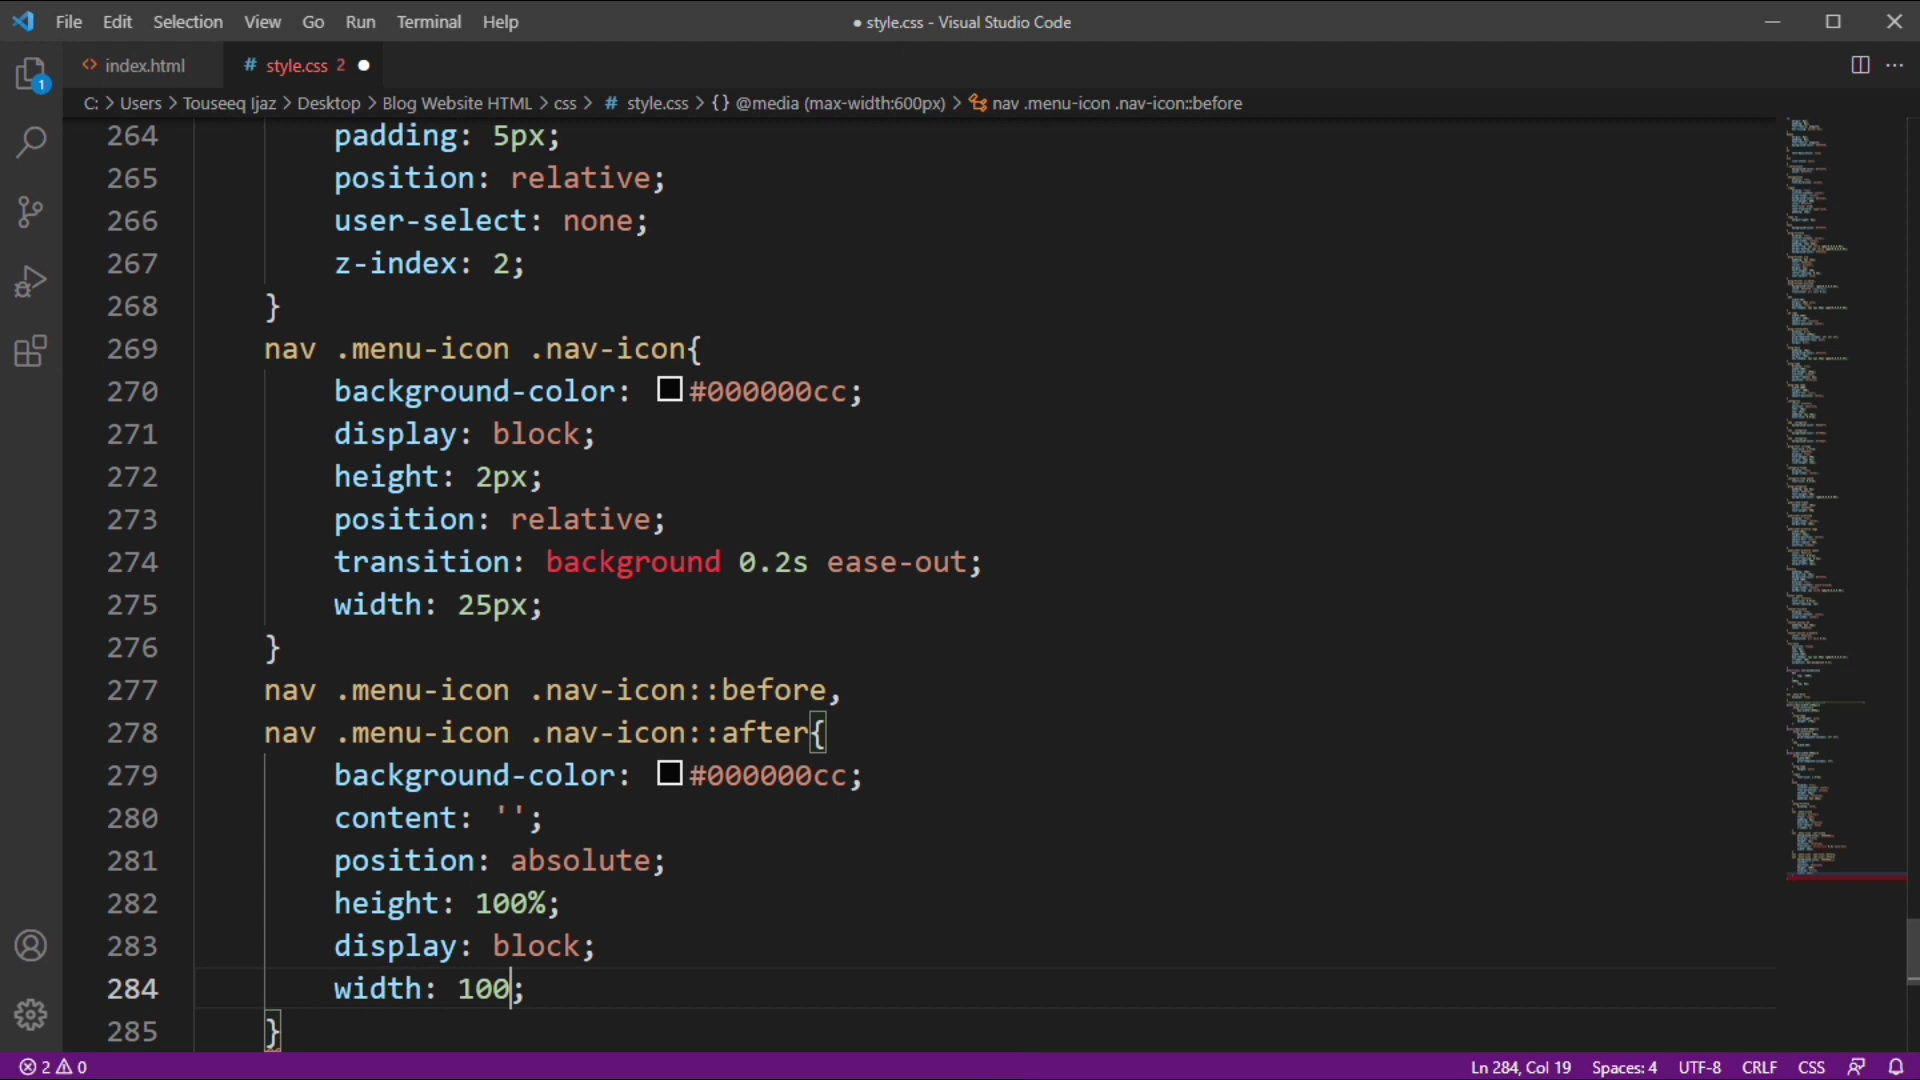 File Edit Selection View Go Run Terminal Help
● style.css - Visual Studio Code
<> index.html
# style.css 2 ●
C: > Users > Touseeq Ijaz > Desktop > Blog Website HTML > css > # style.css > {} @media (max-width:600px) > nav .menu-icon .nav-icon::before
1
264 padding: 5px;
265 position: relative;
266 user-select: none;
267 z-index: 2;
268 }
269 nav .menu-icon .nav-icon{
270 background-color: #000000cc;
271 display: block;
272 height: 2px;
273 position: relative;
274 transition: background 0.2s ease-out;
275 width: 25px;
276 }
277 nav .menu-icon .nav-icon::before,
278 nav .menu-icon .nav-icon::after{
279 background-color: #000000cc;
280 content: '';
281 position: absolute;
282 height: 100%;
283 display: block;
284 width: 100;
285 }
2 0 Ln 284, Col 19 Spaces: 4 UTF-8 CRLF CSS